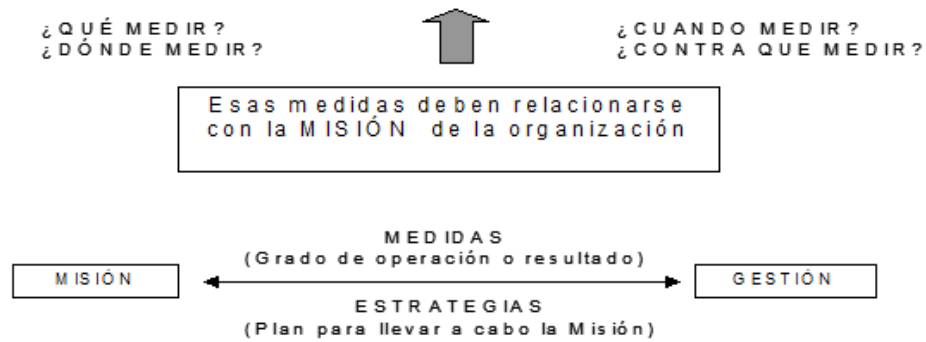 ¿QUÉ MEDIR?
¿DÓNDE MEDIR?
¿CUANDO MEDIR?
¿CONTRA QUE MEDIR?
Esas medidas deben relacionarse
con la MISIÓN de la organización
MEDIDAS
(Grado de operación o resultado)
MISIÓN
GESTIÓN
ESTRATEGIAS
(Plan para llevar a cabo la Misión)